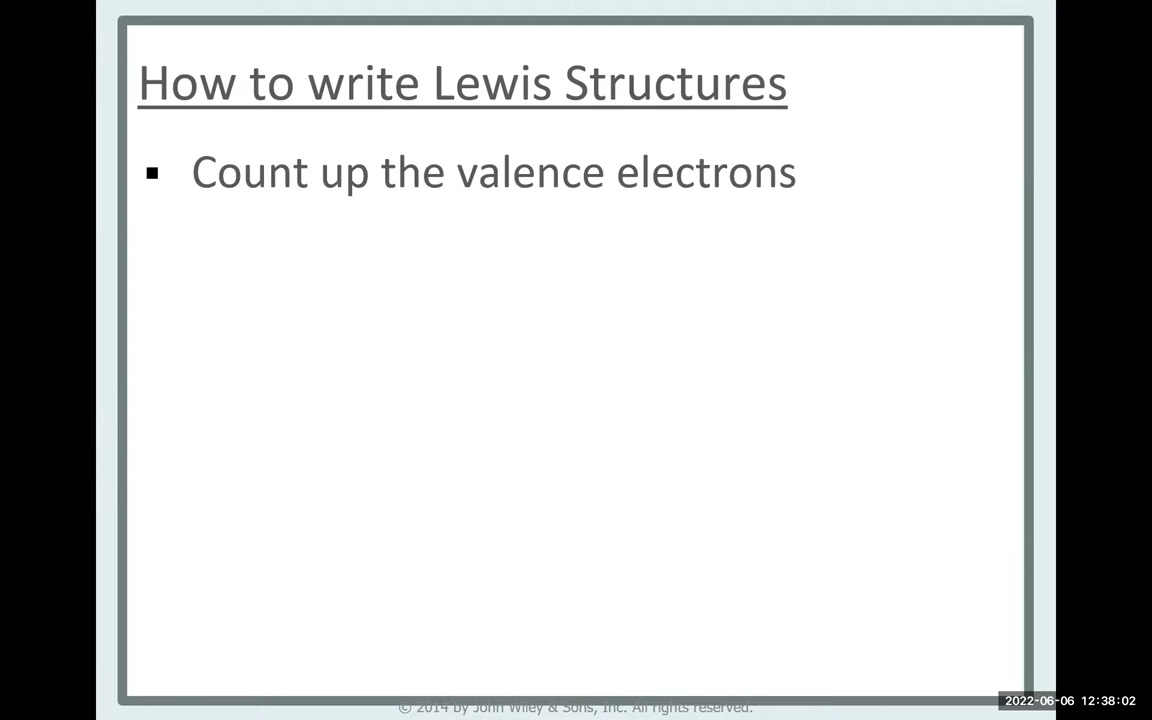 How to write Lewis Structures
▪ Count up the valence electrons
© 2014 by John Wiley & Sons, Inc. All rights reserved.
2022-06-06 12:38:02